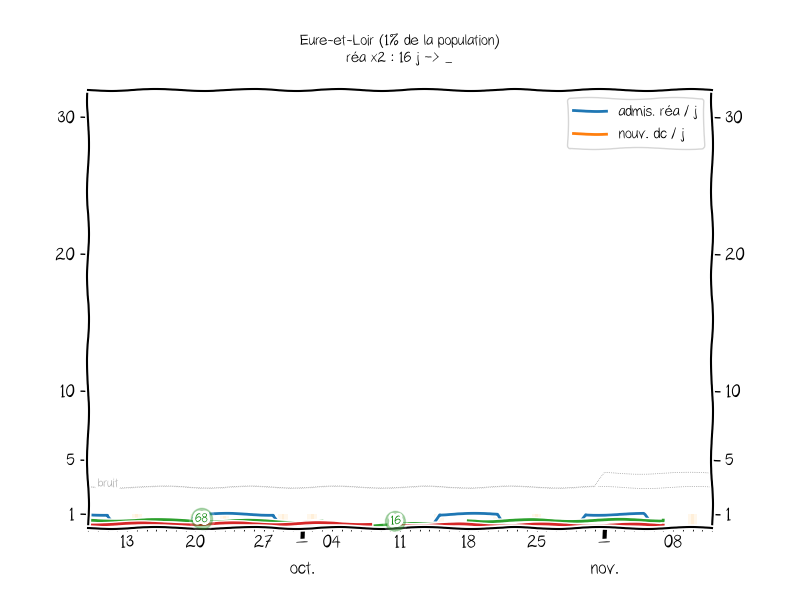 Eure-et-Loir (1% de la population)
réa x2 : 16 j -> _
30
admis. réa / j
30
nouv. dc / j
20
20
10
10
5
5
bruit
1
68
16
1
13
20
27
04
11
18
25
08
oct.
nov.